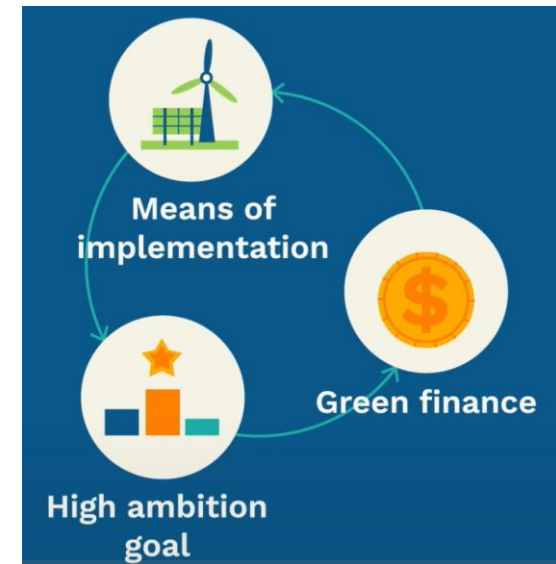 Means of
implementation
$
Green finance
High ambition
goal